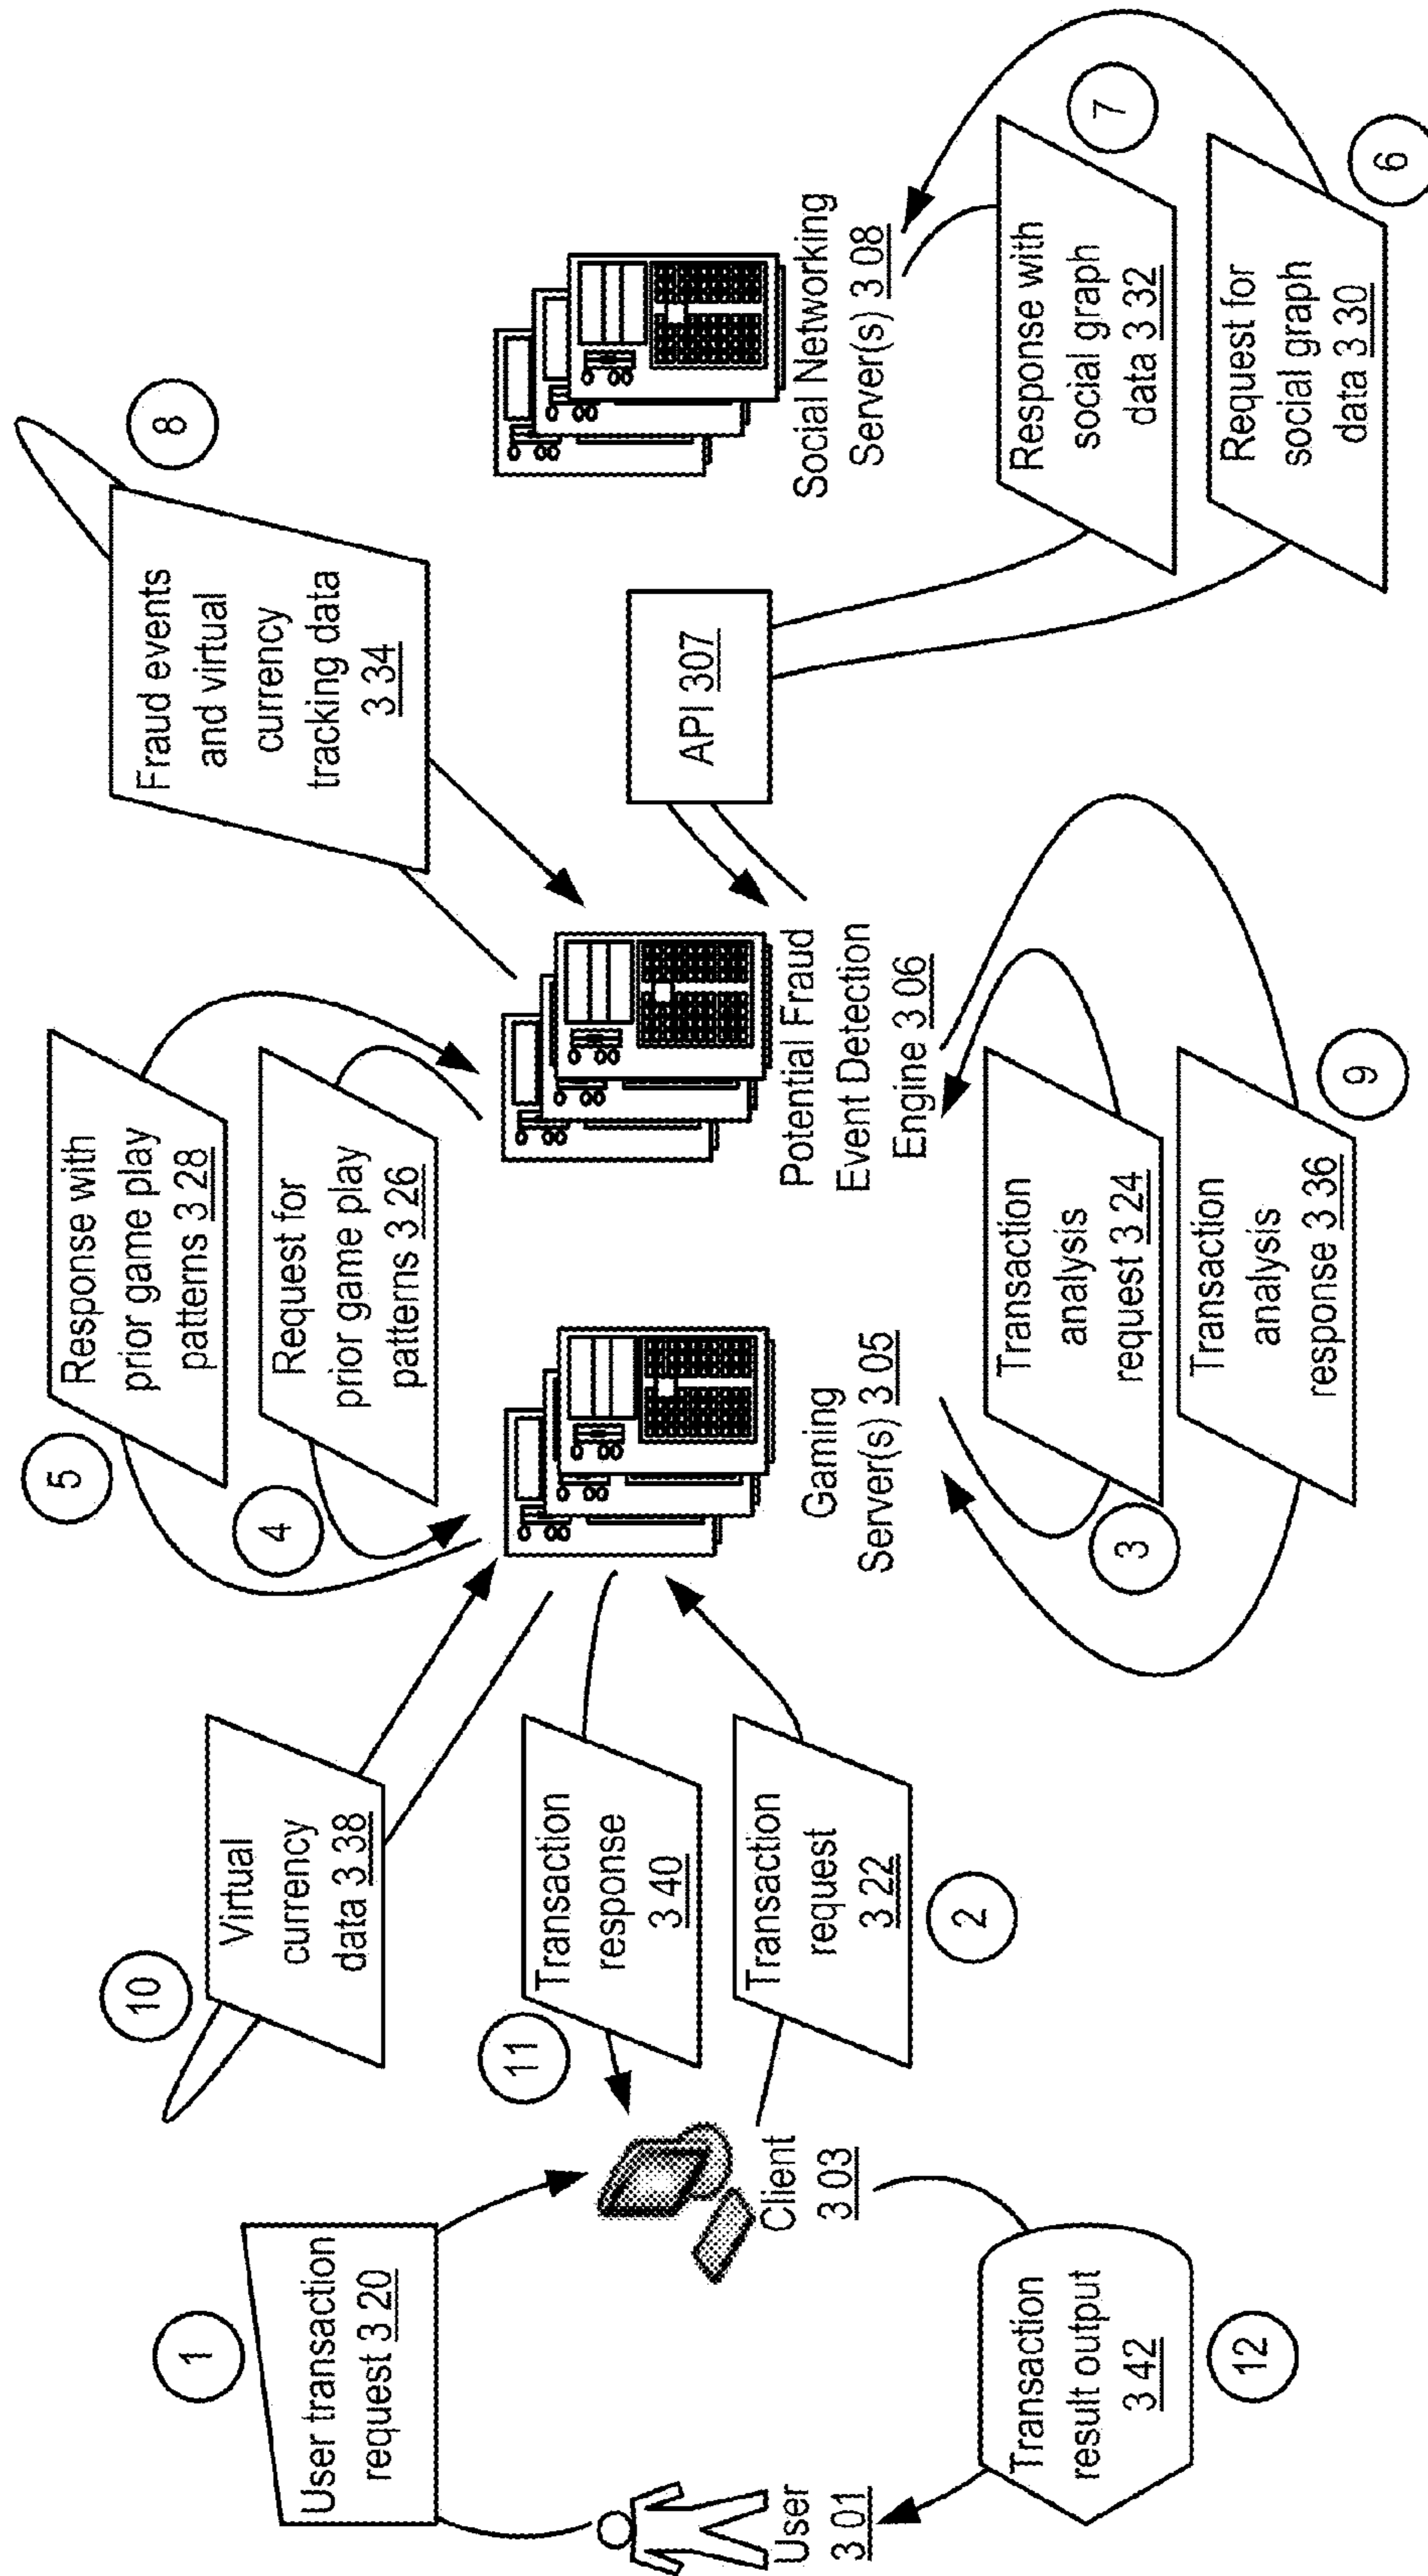 1
User transaction
request 3 20
User
3 01
Client
3 03
Transaction
result output
3 42
12
10
Virtual
currency
data 3 38
11
Transaction
response
3 40
Transaction
request
3 22
2
5
Response with
prior game play
patterns 3 28
4
Request for
prior game play
patterns 3 26
Gaming
Server(s) 3 05
3
Transaction
analysis
request 3 24
Transaction
analysis
response 3 36
9
Potential Fraud
Event Detection
Engine 3 06
8
Fraud events
and virtual
currency
tracking data
3 34
API 307
Social Networking
Server(s) 3 08
7
Response with
social graph
data 3 32
Request for
social graph
data 3 30
6